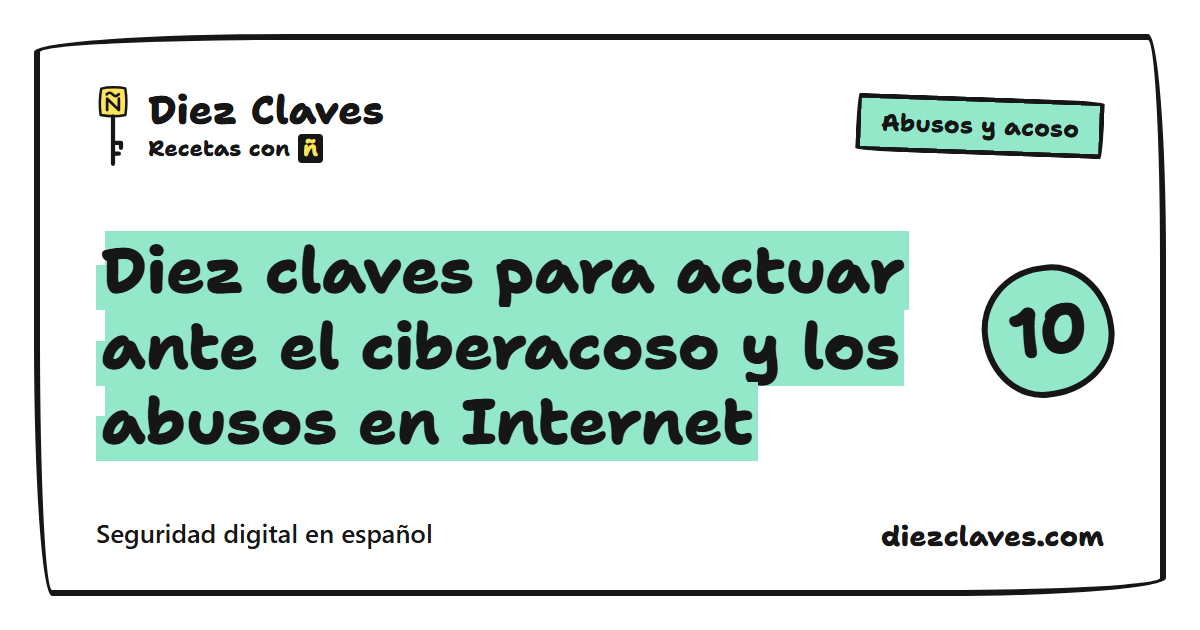 Ñ
Diez Claves
Recetas con ñ
Abusos y acoso
Diez claves para actuar
ante el ciberacoso y los
abusos en Internet
10
Seguridad digital en español
diezclaves.com